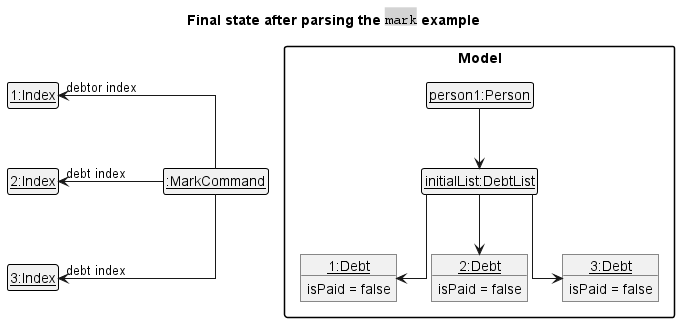 Final state after parsing the mark example
Model
1:Index
debtor index
person1:Person
2:Index
debt index
:MarkCommand
initialList:DebtList
3:Index
debt index
1:Debt
isPaid = false
2:Debt
isPaid = false
3:Debt
isPaid = false